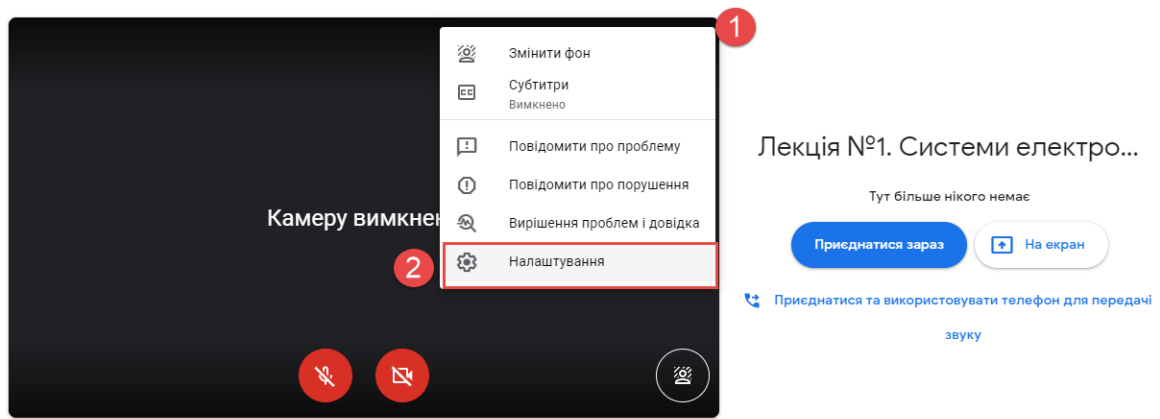 1
Змінити фон
Субтитри
Вимкнено
Повідомити про проблему
Повідомити про порушення
Вирішення проблем і довідка
2
Налаштування
Камеру вимкнен
Лекція №1. Системи електро...
Тут більше нікого немає
Приєднатися зараз
На екран
Приєднатися та використовувати телефон для передачі
звуку